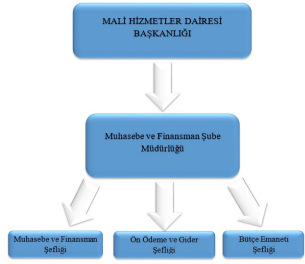 MALİ HİZMETLER DAİRESİ
BAŞKANLIĞI
Muhasebe ve Finansman Şube
Müdürlüğü
Muhasebe ve Finansman
Şefliği
Ön Ödeme ve Gider
Şefliği
Bütçe Emaneti
Şefliği